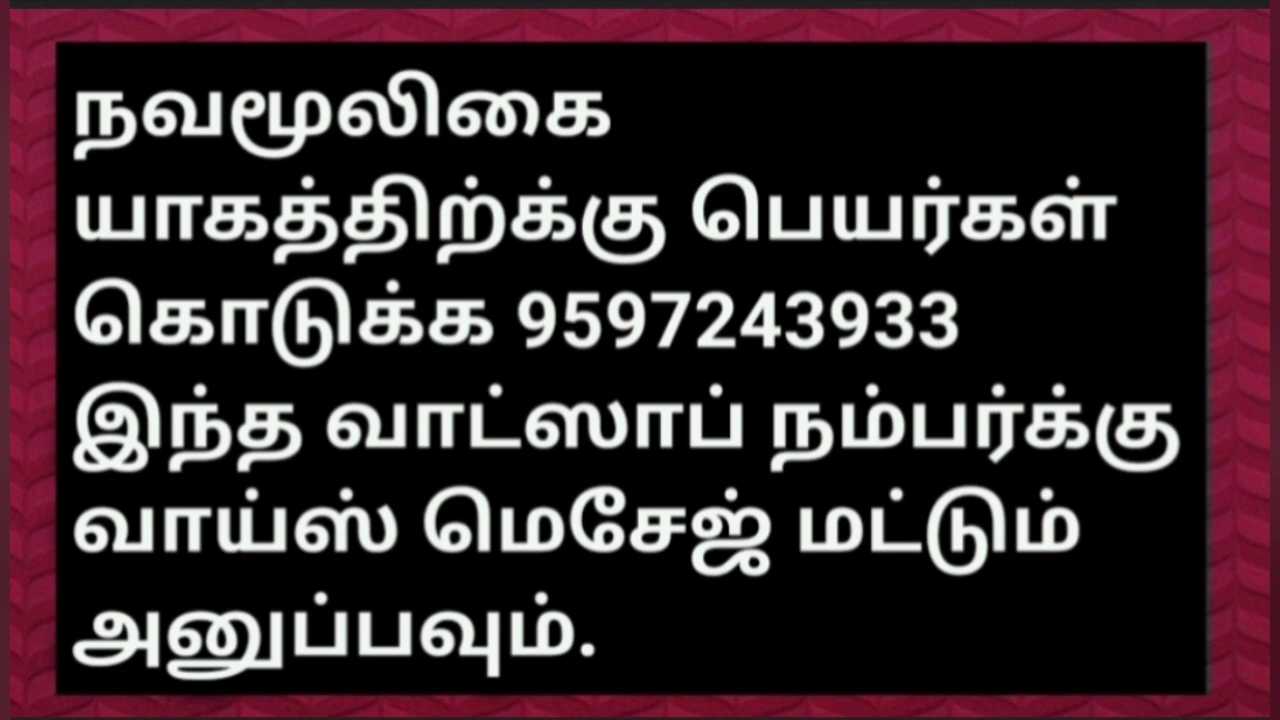 நவமூலிகை
யாகத்திற்க்கு பெயர்கள்
கொடுக்க 9597243933
இந்த வாட்ஸாப் நம்பர்க்கு
வாய்ஸ் மெசேஜ் மட்டும்
அனுப்பவும்.